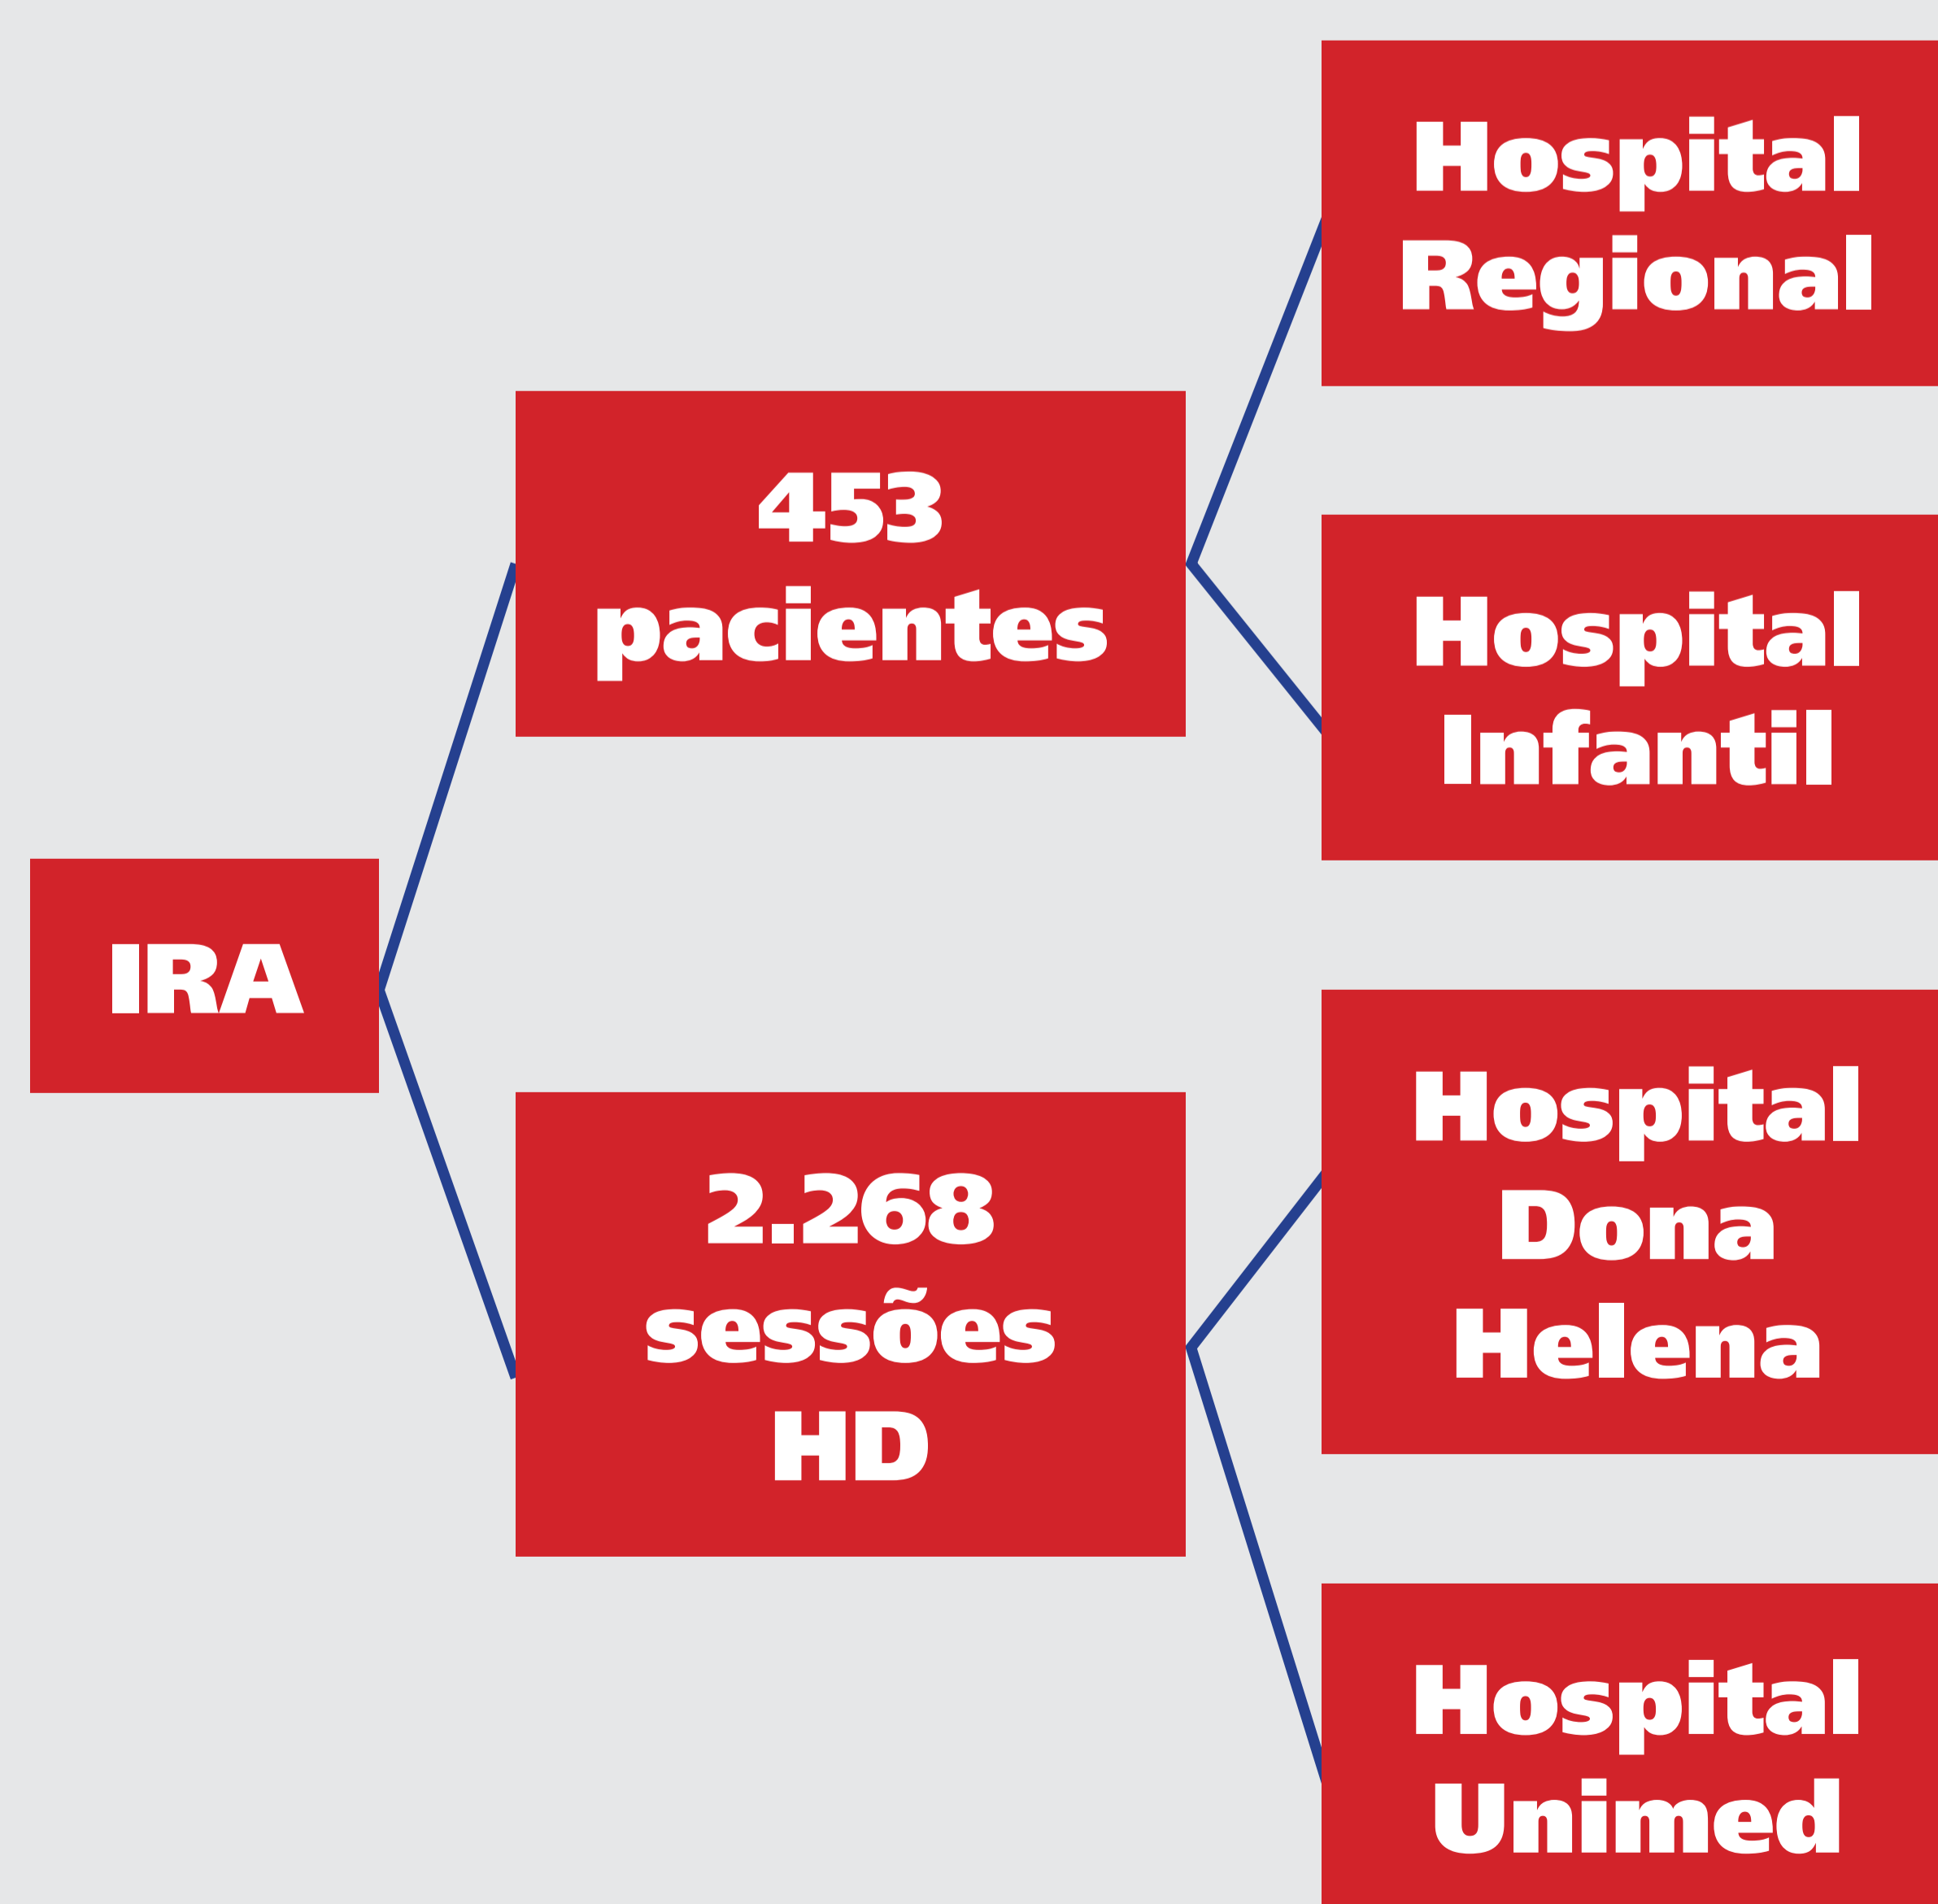 IRA
453
pacientes
2.268
sessões
HD
Hospital
Regional
Hospital
Infantil
Hospital
Dona
Helena
Hospital
Unimed